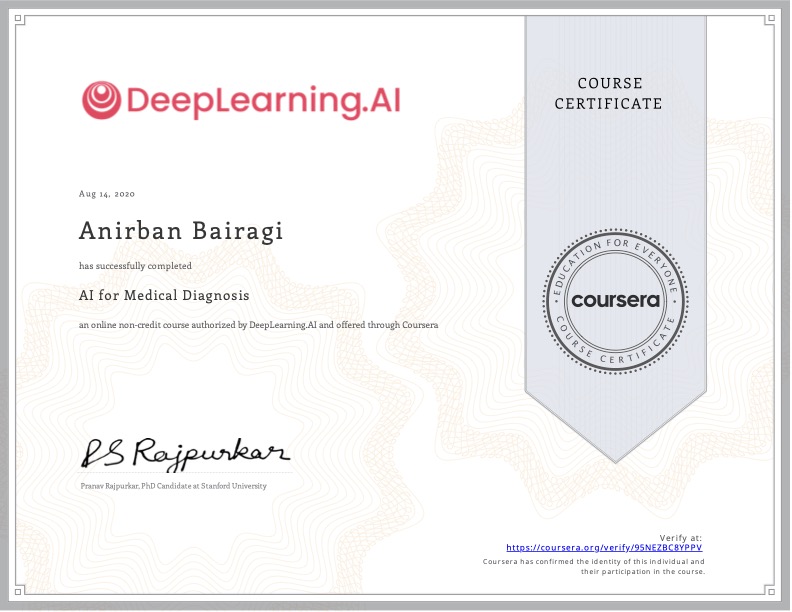 DeepLearning.AI
COURSE
CERTIFICATE
Aug 14, 2020
Anirban Bairagi
has successfully completed
AI for Medical Diagnosis
an online non-credit course authorized by DeepLearning.AI and offered through Coursera
EDUCATION FOR EVERYONE
coursera
COURSE CERTIFICATE
PS Rajpurkar
Pranav Rajpurkar, PhD Candidate at Stanford University
Verify at:
https://coursera.org/verify/95NEZBC8YPPV
Coursera has confirmed the identity of this individual and
their participation in the course.